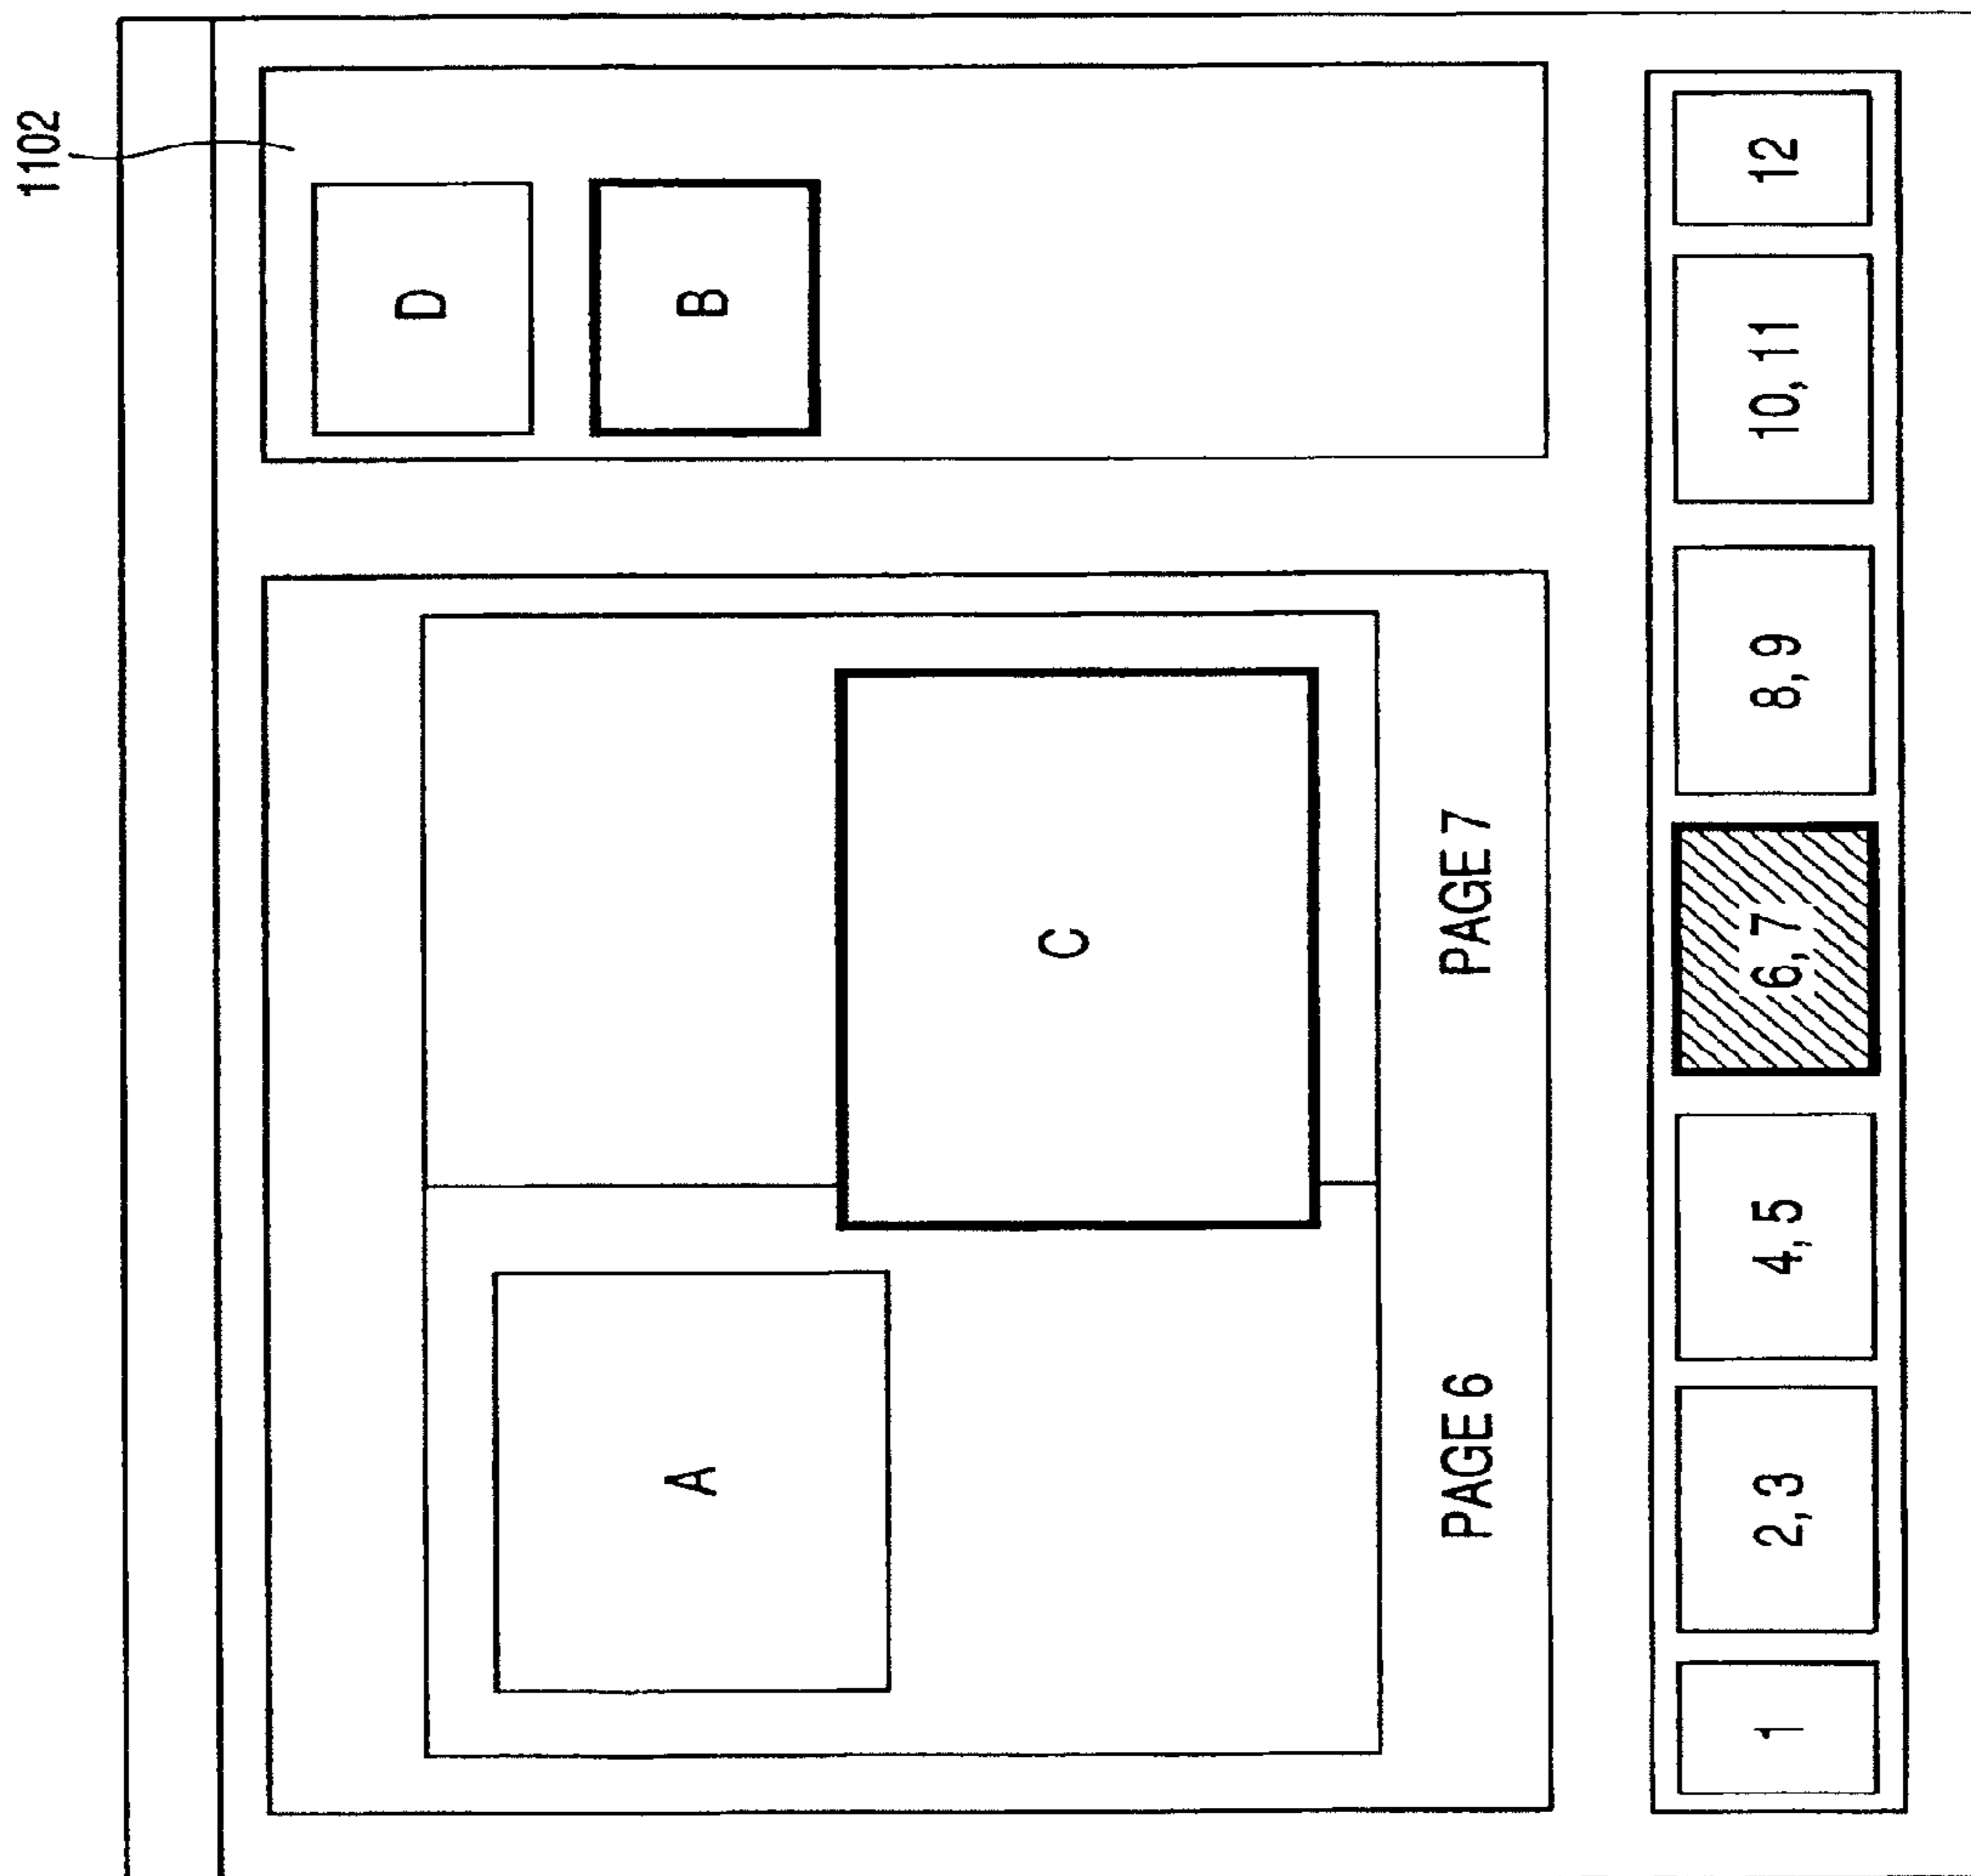 1102
D
B
A
C
PAGE 6
PAGE 7
1
2, 3
4, 5
6, 7
8, 9
10, 11
12